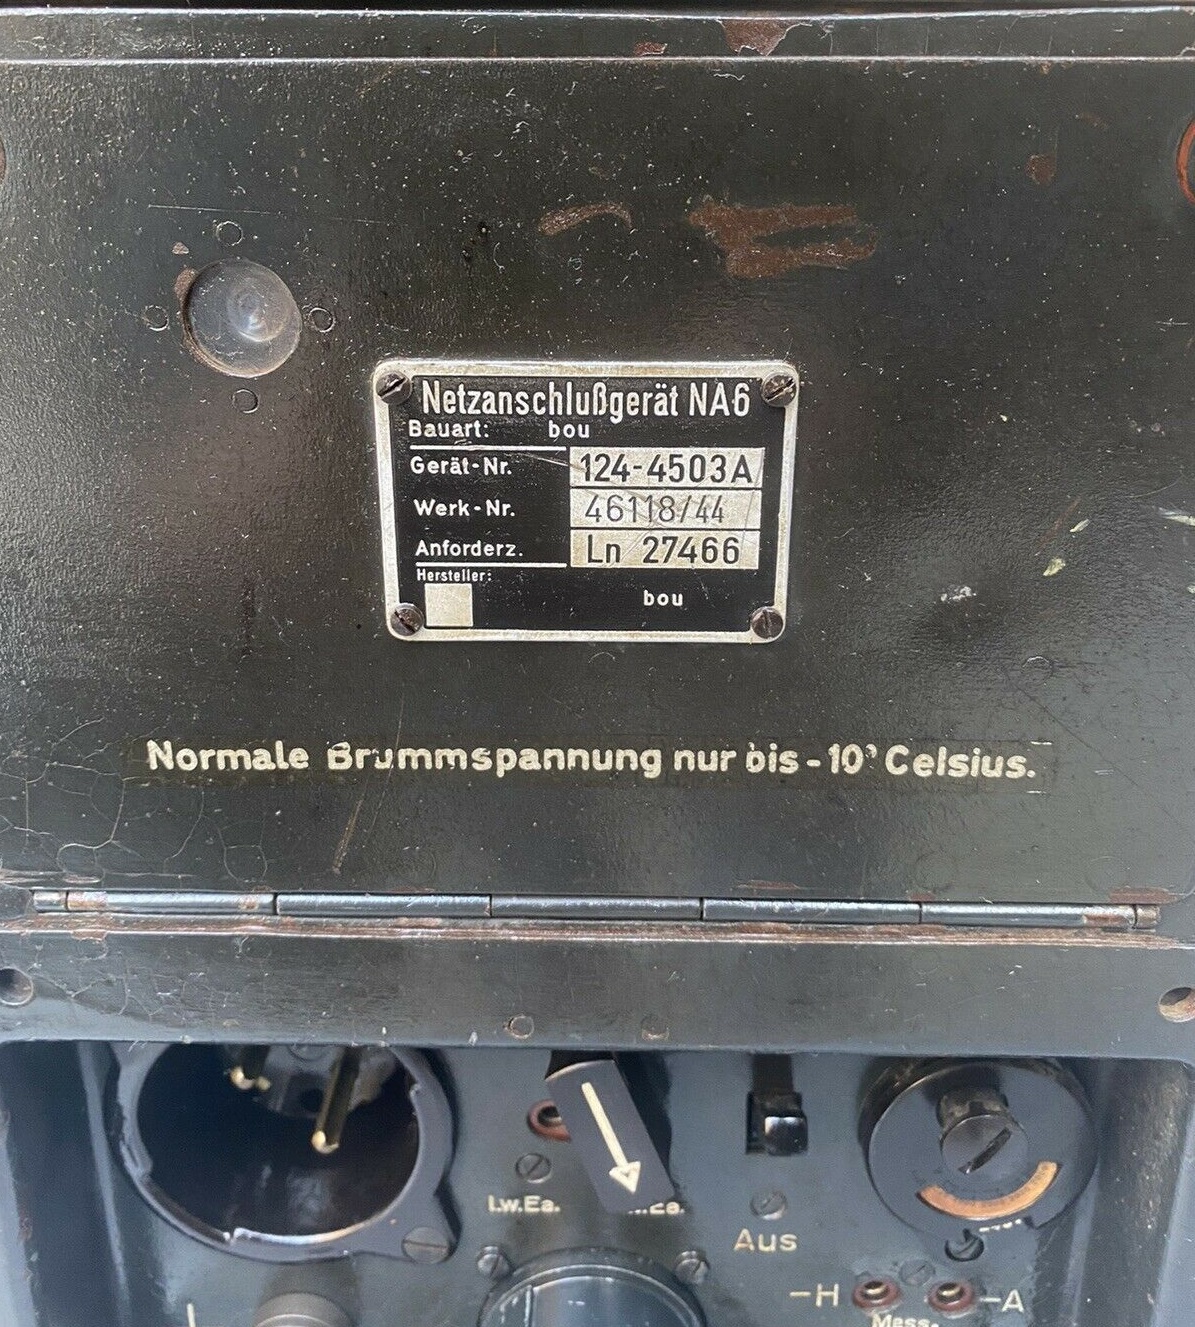 Netzanschlußgerät NA6
Bauart: bou
Gerät-Nr. 124-4503A
Werk-Nr. 46118/44
Anforderz. Ln 27466
Hersteller:
bou
Normale Brummspannung nur bis - 10° Celsius.
I.w.Ea.
Aus
-H -A
Mess.